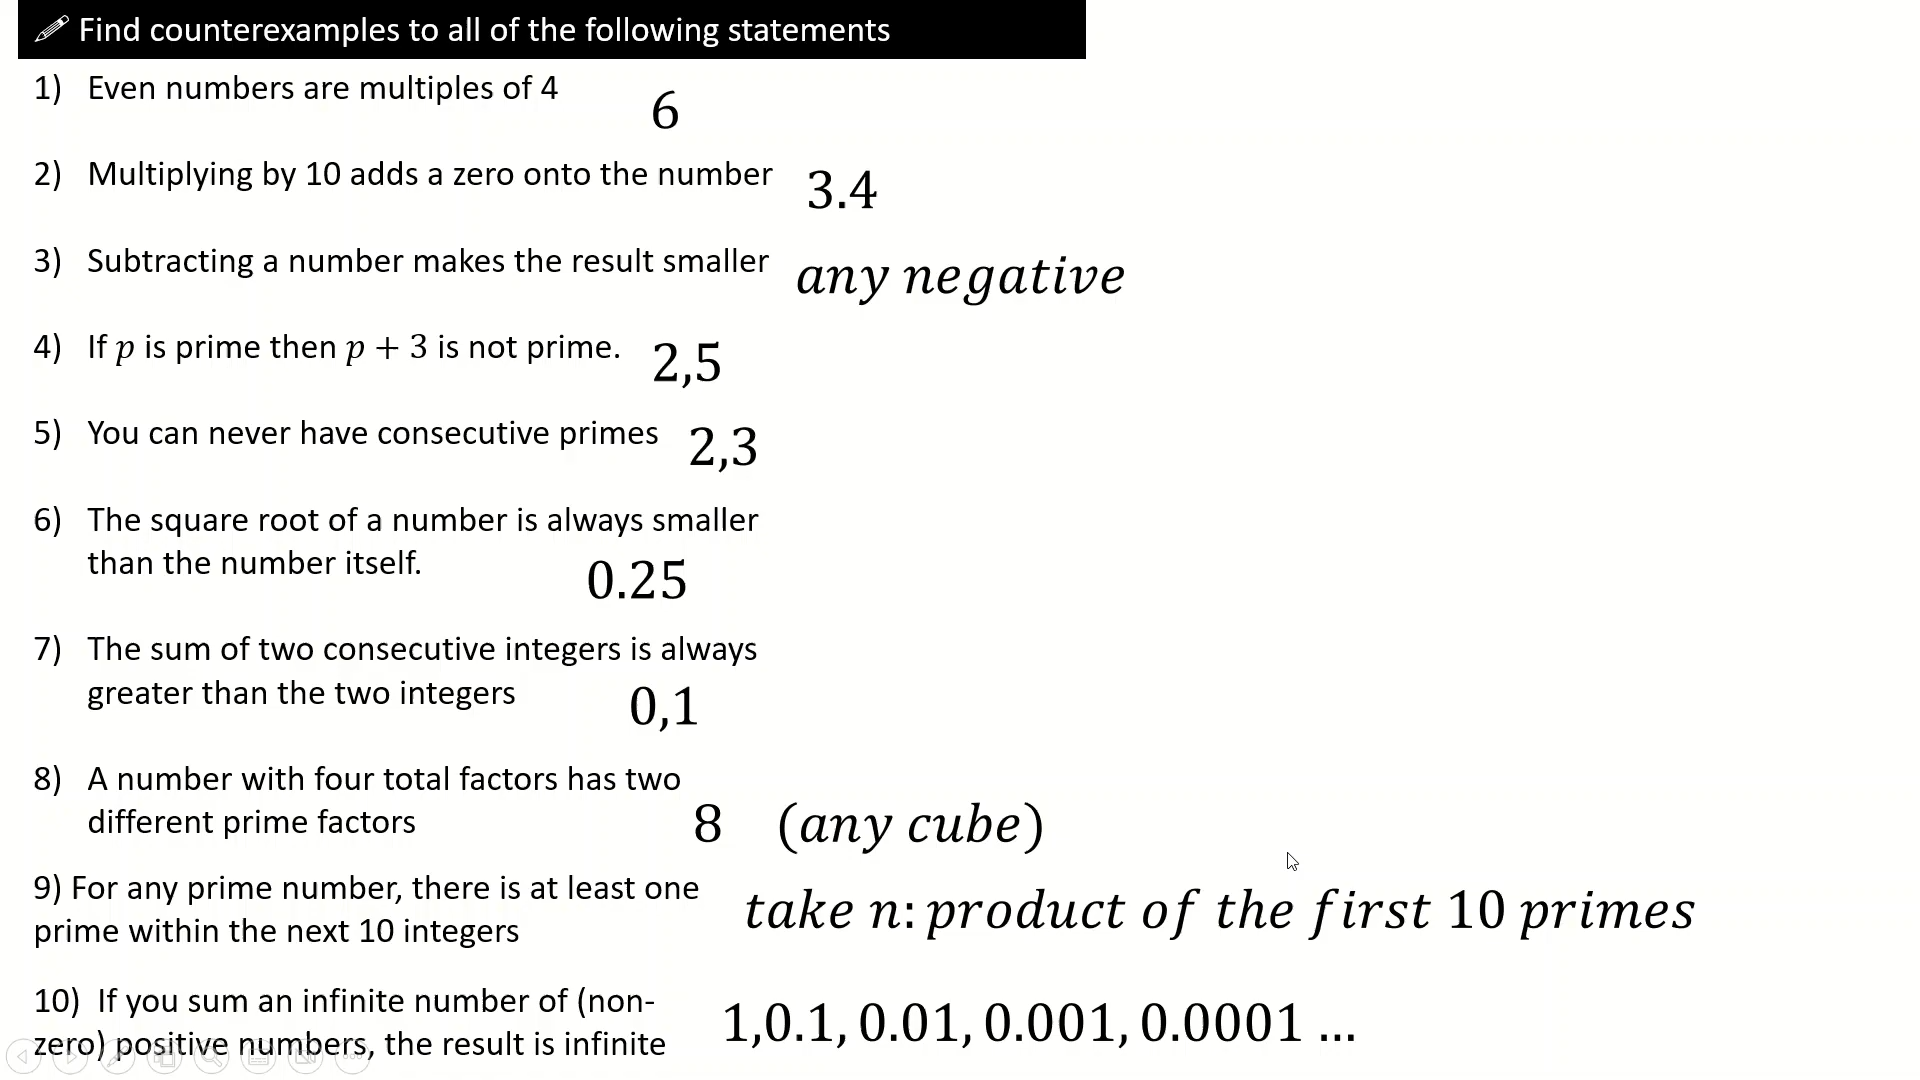 Find counterexamples to all of the following statements
1) Even numbers are multiples of 4
6
2) Multiplying by 10 adds a zero onto the number
3.4
3) Subtracting a number makes the result smaller
any negative
4) If p is prime then p + 3 is not prime.
2,5
5) You can never have consecutive primes
2,3
6) The square root of a number is always smaller
than the number itself.
0.25
7) The sum of two consecutive integers is always
greater than the two integers
0,1
8) A number with four total factors has two
different prime factors
8 (any cube)
9) For any prime number, there is at least one
prime within the next 10 integers
take n: product of the first 10 primes
10) If you sum an infinite number of (non-
zero) positive numbers, the result is infinite
1,0.1, 0.01, 0.001, 0.0001 ...